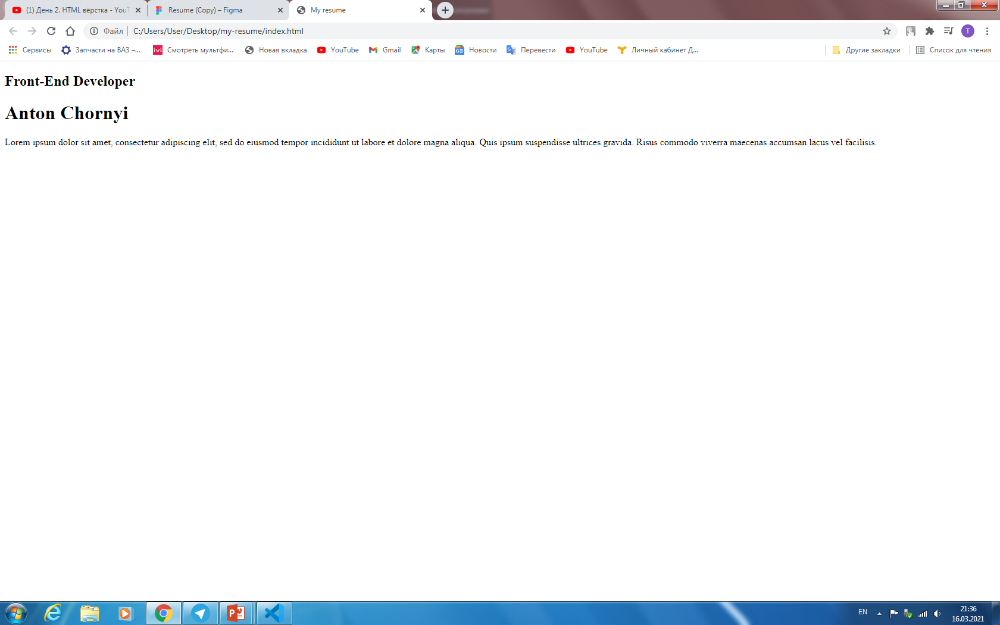 (1) День 2. HTML вёрстка - YouT
Resume (Copy) – Figma
My resume
Файл
C:/Users/User/Desktop/my-resume/index.html
T
Сервисы
Запчасти на ВАЗ –...
ivi
Смотреть мультфи...
Новая вкладка
YouTube
Gmail
Карты
Новости
Перевести
YouTube
Личный кабинет Д...
Другие закладки
Список для чтения
Front-End Developer
Anton Chornyi
Lorem ipsum dolor sit amet, consectetur adipiscing elit, sed do eiusmod tempor incididunt ut labore et dolore magna aliqua. Quis ipsum suspendisse ultrices gravida. Risus commodo viverra maecenas accumsan lacus vel facilisis.
EN
21:36
16.03.2021